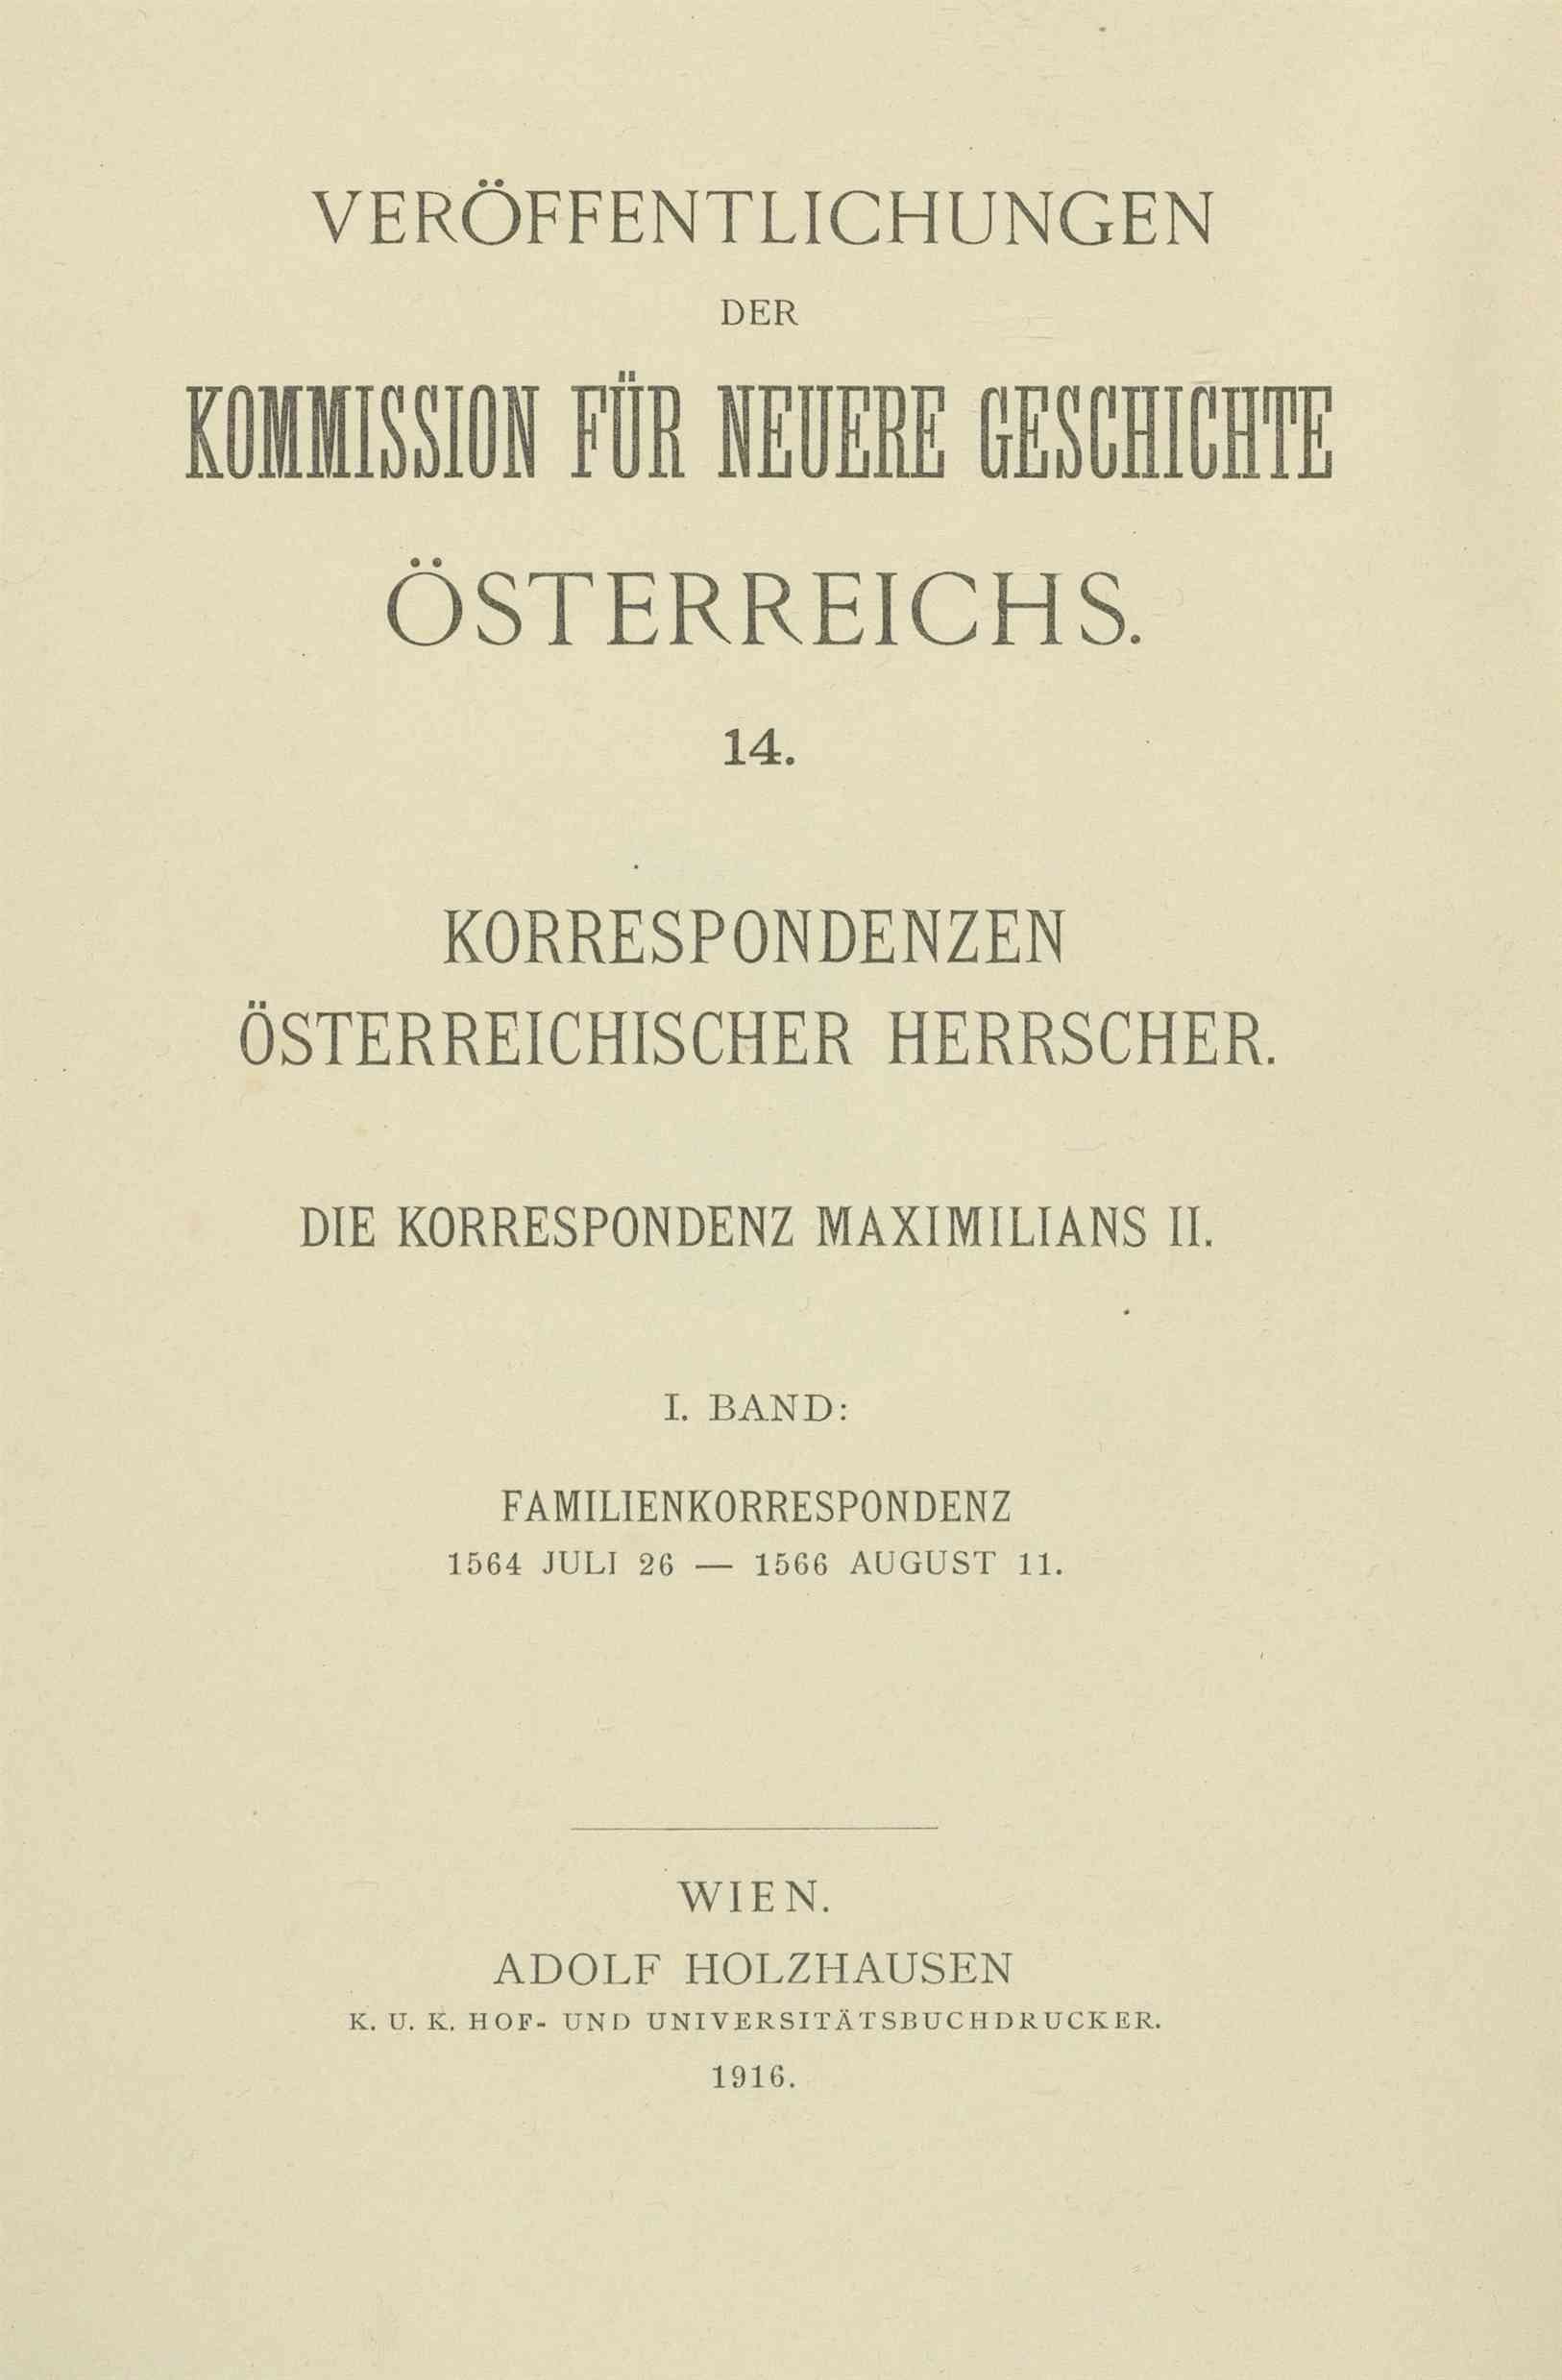 VERÖFFENTLICHUNGEN
DER
KOMMISSION FÜR NEUERE GESCHICHTE
ÖSTERREICHS.
14.
KORRESPONDENZEN
ÖSTERREICHISCHER HERRSCHER.
DIE KORRESPONDENZ MAXIMILIANS II.
I. BAND:
FAMILIENKORRESPONDENZ
1564 JULI 26 — 1566 AUGUST 11.
WIEN.
ADOLF HOLZHAUSEN
K. U. K. HOF- UND UNIVERSITÄTSBUCHDRUCKER.
1916.